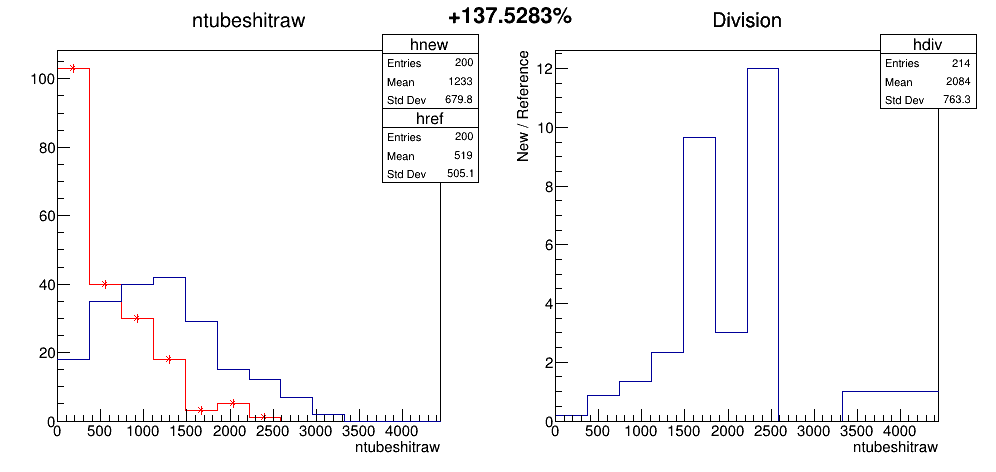 +137.5283%
ntubeshitraw
hnew
Entries 200
Mean 1233
Std Dev 679.8
href
Entries 200
Mean 519
Std Dev 505.1
100
80
60
40
20
0
0 500 1000 1500 2000 2500 3000 3500 4000
ntubeshitraw
Division
hdiv
Entries 214
Mean 2084
Std Dev 763.3
New / Reference
12
10
8
6
4
2
0
0 500 1000 1500 2000 2500 3000 3500 4000
ntubeshitraw